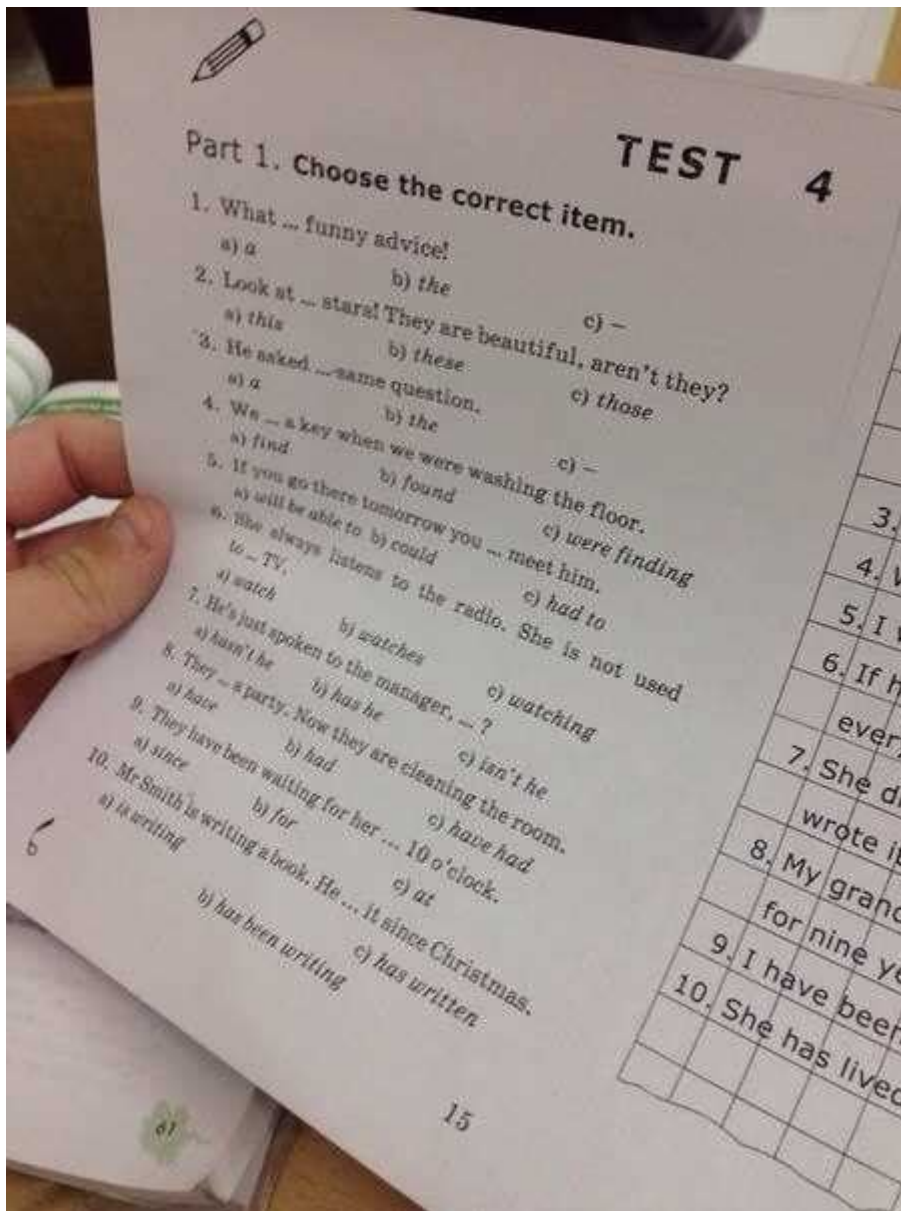 TEST 4
Part 1. Choose the correct item.
1. What ... funny advice!
a) a b) the c) –
2. Look at ... stars! They are beautiful, aren't they?
a) this b) these c) those
3. He asked ... same question.
a) a b) the c) –
4. We ... a key when we were washing the floor.
a) find b) found c) were finding
5. If you go there tomorrow you ... meet him.
a) will be able to b) could c) had to
6. She always listens to the radio. She is not used
to ... TV.
a) watch b) watches c) watching
7. He's just spoken to the manager, ... ?
a) hasn't he b) has he c) isn't he
8. They ... a party. Now they are cleaning the room.
a) have b) had c) have had
9. They have been waiting for her ... 10 o'clock.
a) since b) for c) at
10. Mr Smith is writing a book. He ... it since Christmas.
a) is writing b) has been writing c) has written
15
3.
4.
5. I
6. If
7. She
wrote
8. My
for nine
9. I have
10. She has
61